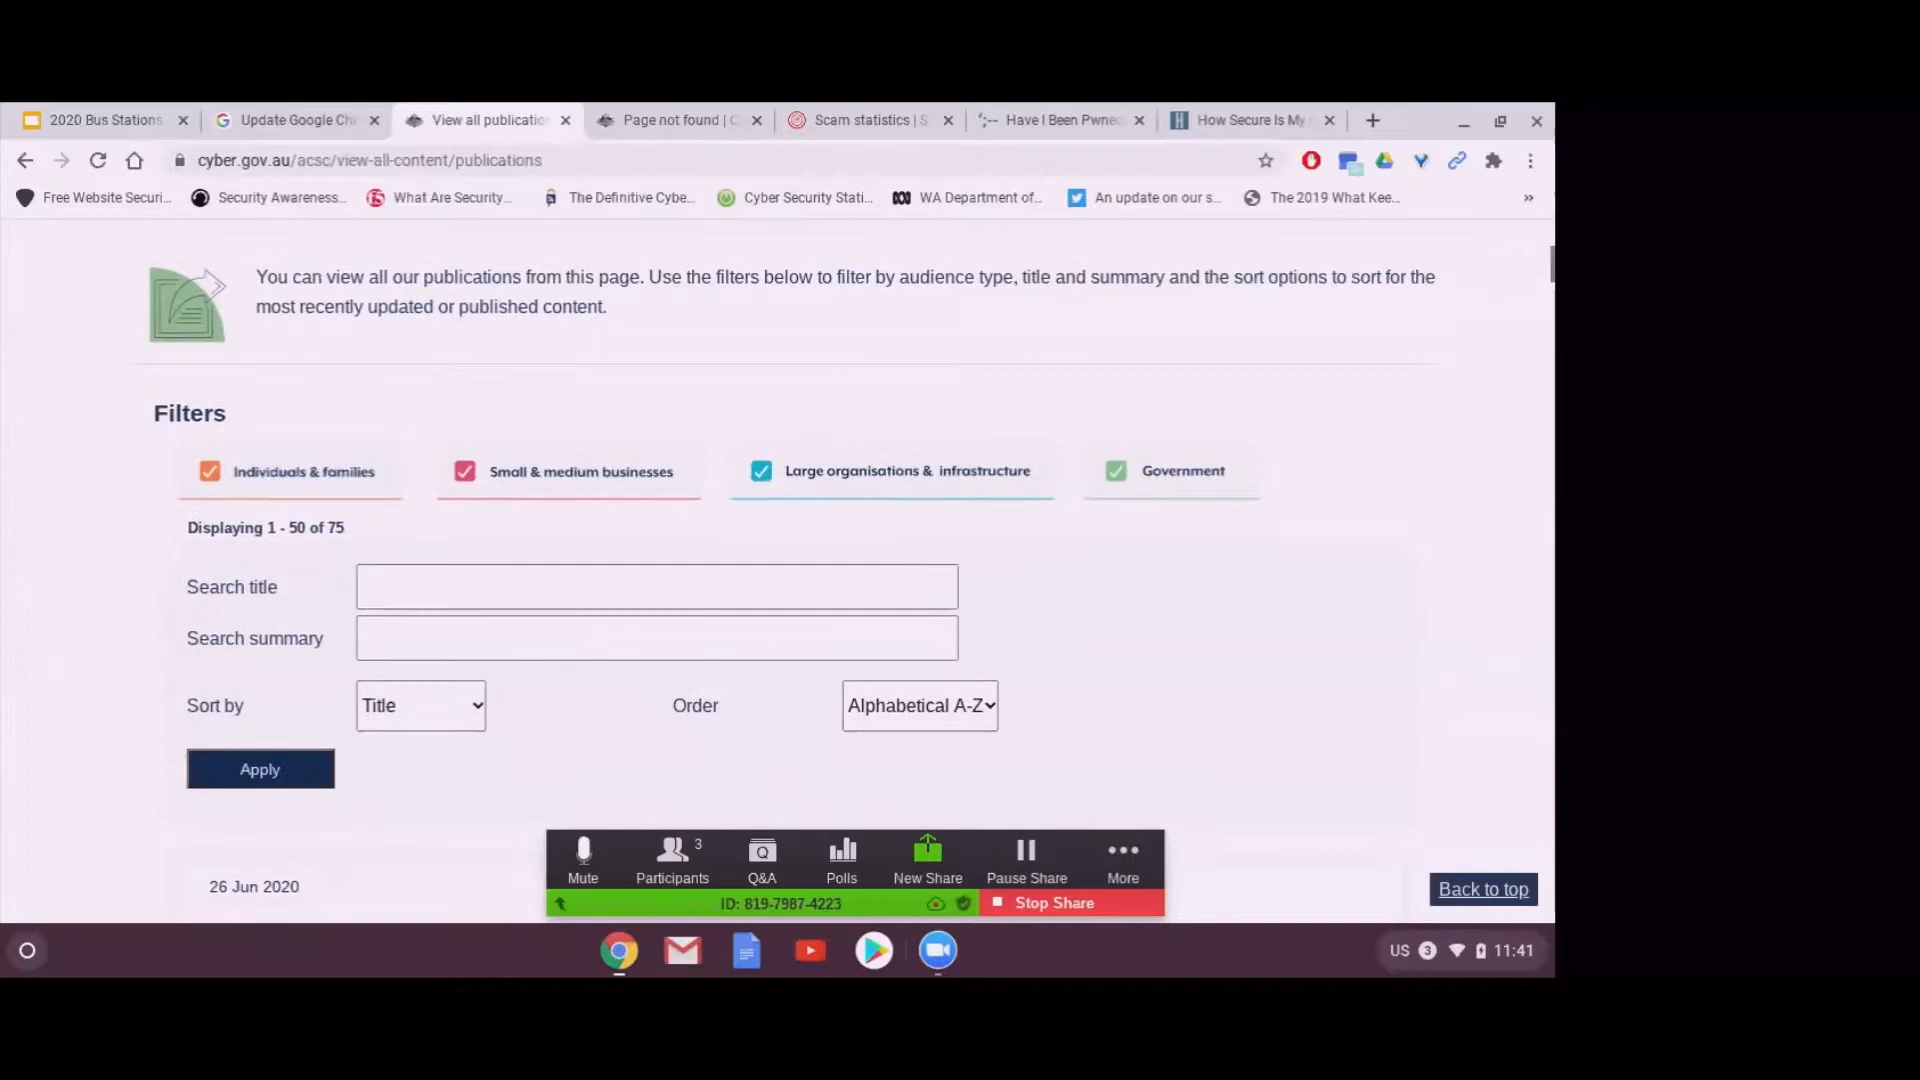 2020 Bus Stations
Update Google Ch
View all publicatio
Page not found | C
Scam statistics | S
Have I Been Pwne
How Secure Is My
cyber.gov.au/acsc/view-all-content/publications
Free Website Securi...
Security Awareness...
What Are Security...
The Definitive Cybe...
Cyber Security Stati...
WA Department of...
An update on our s...
The 2019 What Kee...
»
You can view all our publications from this page. Use the filters below to filter by audience type, title and summary and the sort options to sort for the
most recently updated or published content.
Filters
Individuals & families
Small & medium businesses
Large organisations & infrastructure
Government
Displaying 1 - 50 of 75
Search title
Search summary
Sort by
Title
Order
Alphabetical A-Z
Apply
26 Jun 2020
Mute
Participants
3
Q&A
Polls
New Share
Pause Share
More
ID: 819-7987-4223
Stop Share
Back to top
US
3
11:41